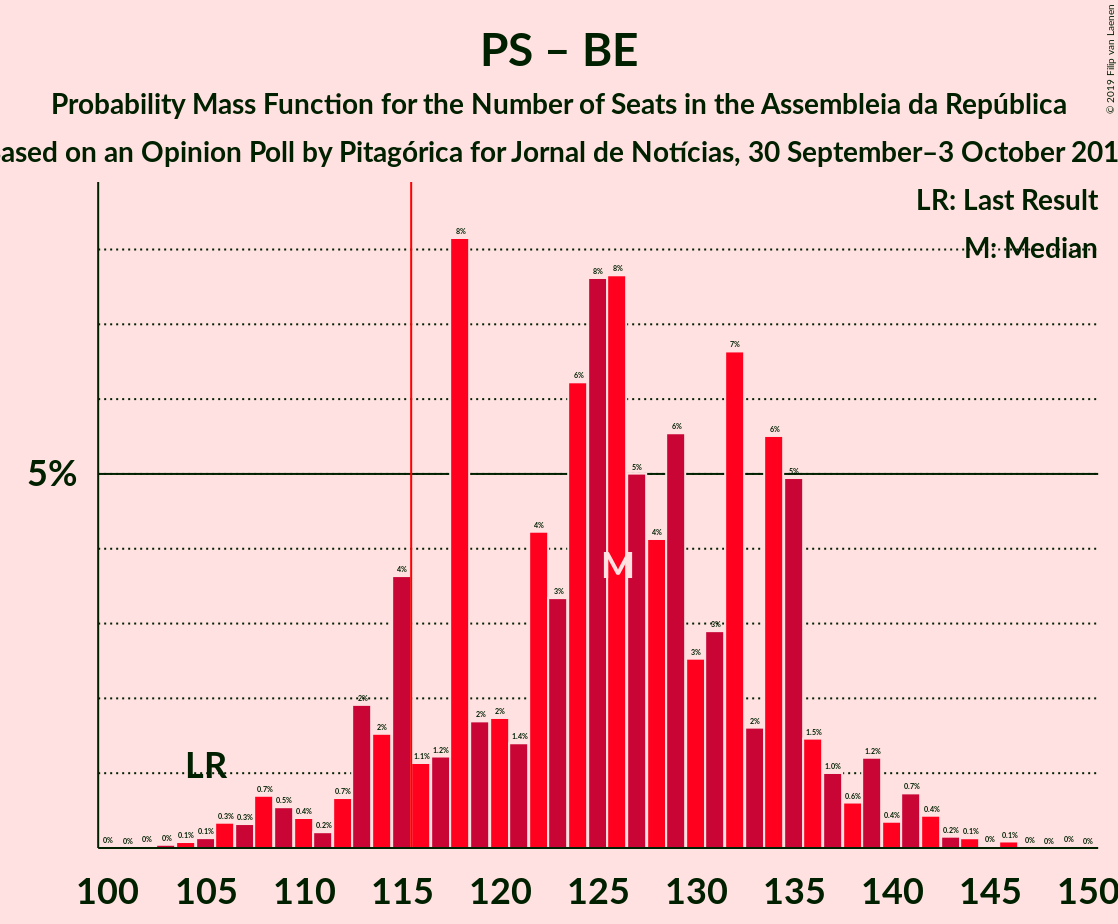 PS – BE
Probability Mass Function for the Number of Seats in the Assembleia da República
ased on an Opinion Poll by Pitagórica for Jornal de Notícias, 30 September–3 October 201
© 2019 Filip van Laenen
LR: Last Result
M: Median
5%
0% 0% 0% 0% 0.1% 0.1% 0.3% 0.3% 0.7% 0.5% 0.4% 0.2% 0.7% 2% 2% 4% 1.1% 1.2% 8% 2% 2% 1.4% 4% 3% 6% 8% 8% 5% 4% 6% 3% 3% 7% 2% 6% 5% 1.5% 1.0% 0.6% 1.2% 0.4% 0.7% 0.4% 0.2% 0.1% 0% 0.1% 0% 0% 0% 0%
M
LR
100 105 110 115 120 125 130 135 140 145 150